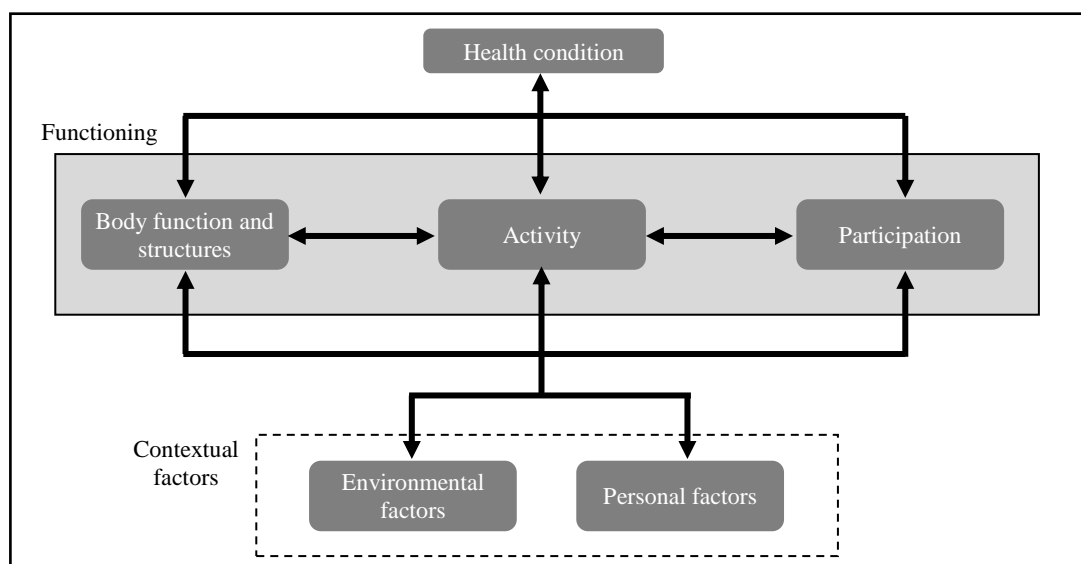 Health condition
Functioning
Body function and
structures
Activity
Participation
Contextual
factors
Environmental
factors
Personal factors